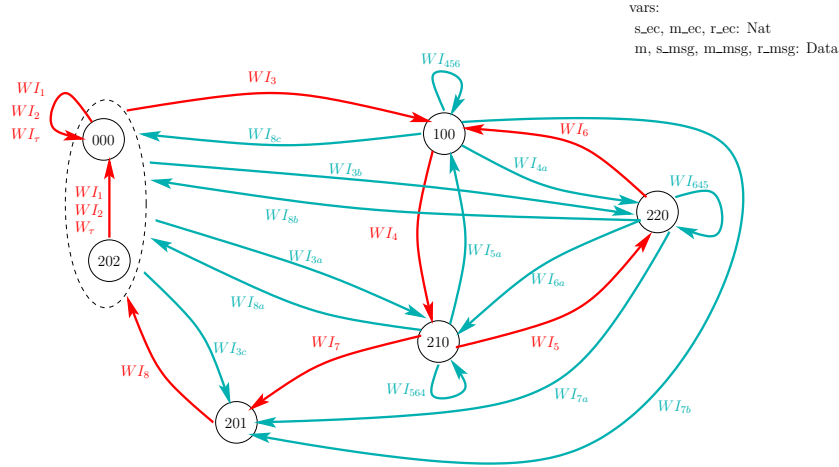 vars:
s_ec, m_ec, r_ec: Nat
m, s_msg, m_msg, r_msg: Data
WI₃
WI₄₅₆
WI₁
WI₂
WI_τ
000
WI₈c
100
WI₆
WI₃b
WI₄a
WI₆₄₅
WI₁
WI₂
W_τ
WI₈b
220
WI₄
202
WI₃a
WI₅a
WI₆a
WI₈a
WI₃c
WI₇
210
WI₅
WI₈
WI₅₆₄
WI₇a
WI₇b
201